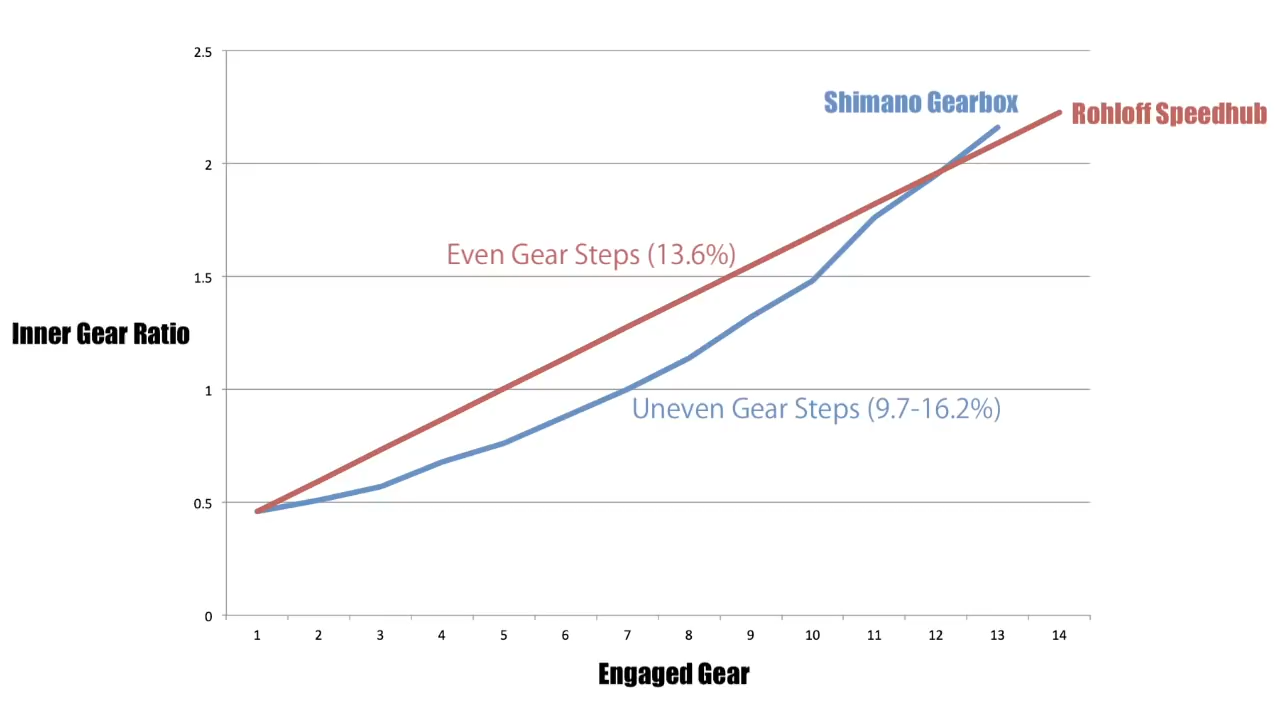 2.5
Shimano Gearbox
Rohloff Speedhub
2
Even Gear Steps (13.6%)
1.5
Inner Gear Ratio
1
Uneven Gear Steps (9.7-16.2%)
0.5
0
1 2 3 4 5 6 7 8 9 10 11 12 13 14
Engaged Gear